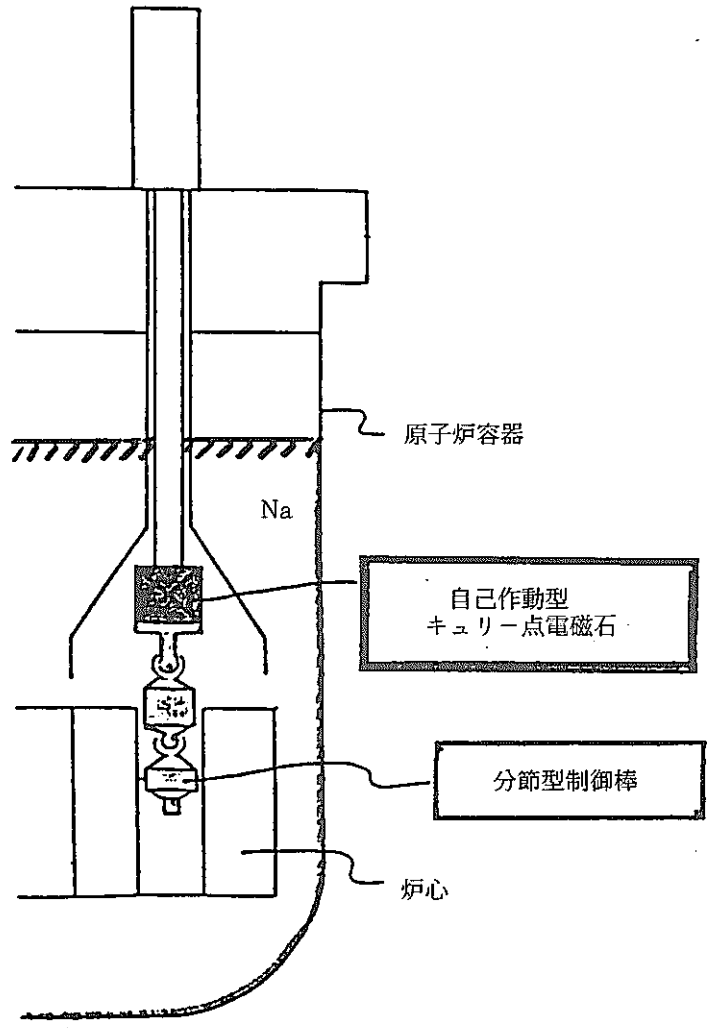 原子炉容器
Na
自己作動型
キュリー点電磁石
分節型制御棒
炉心